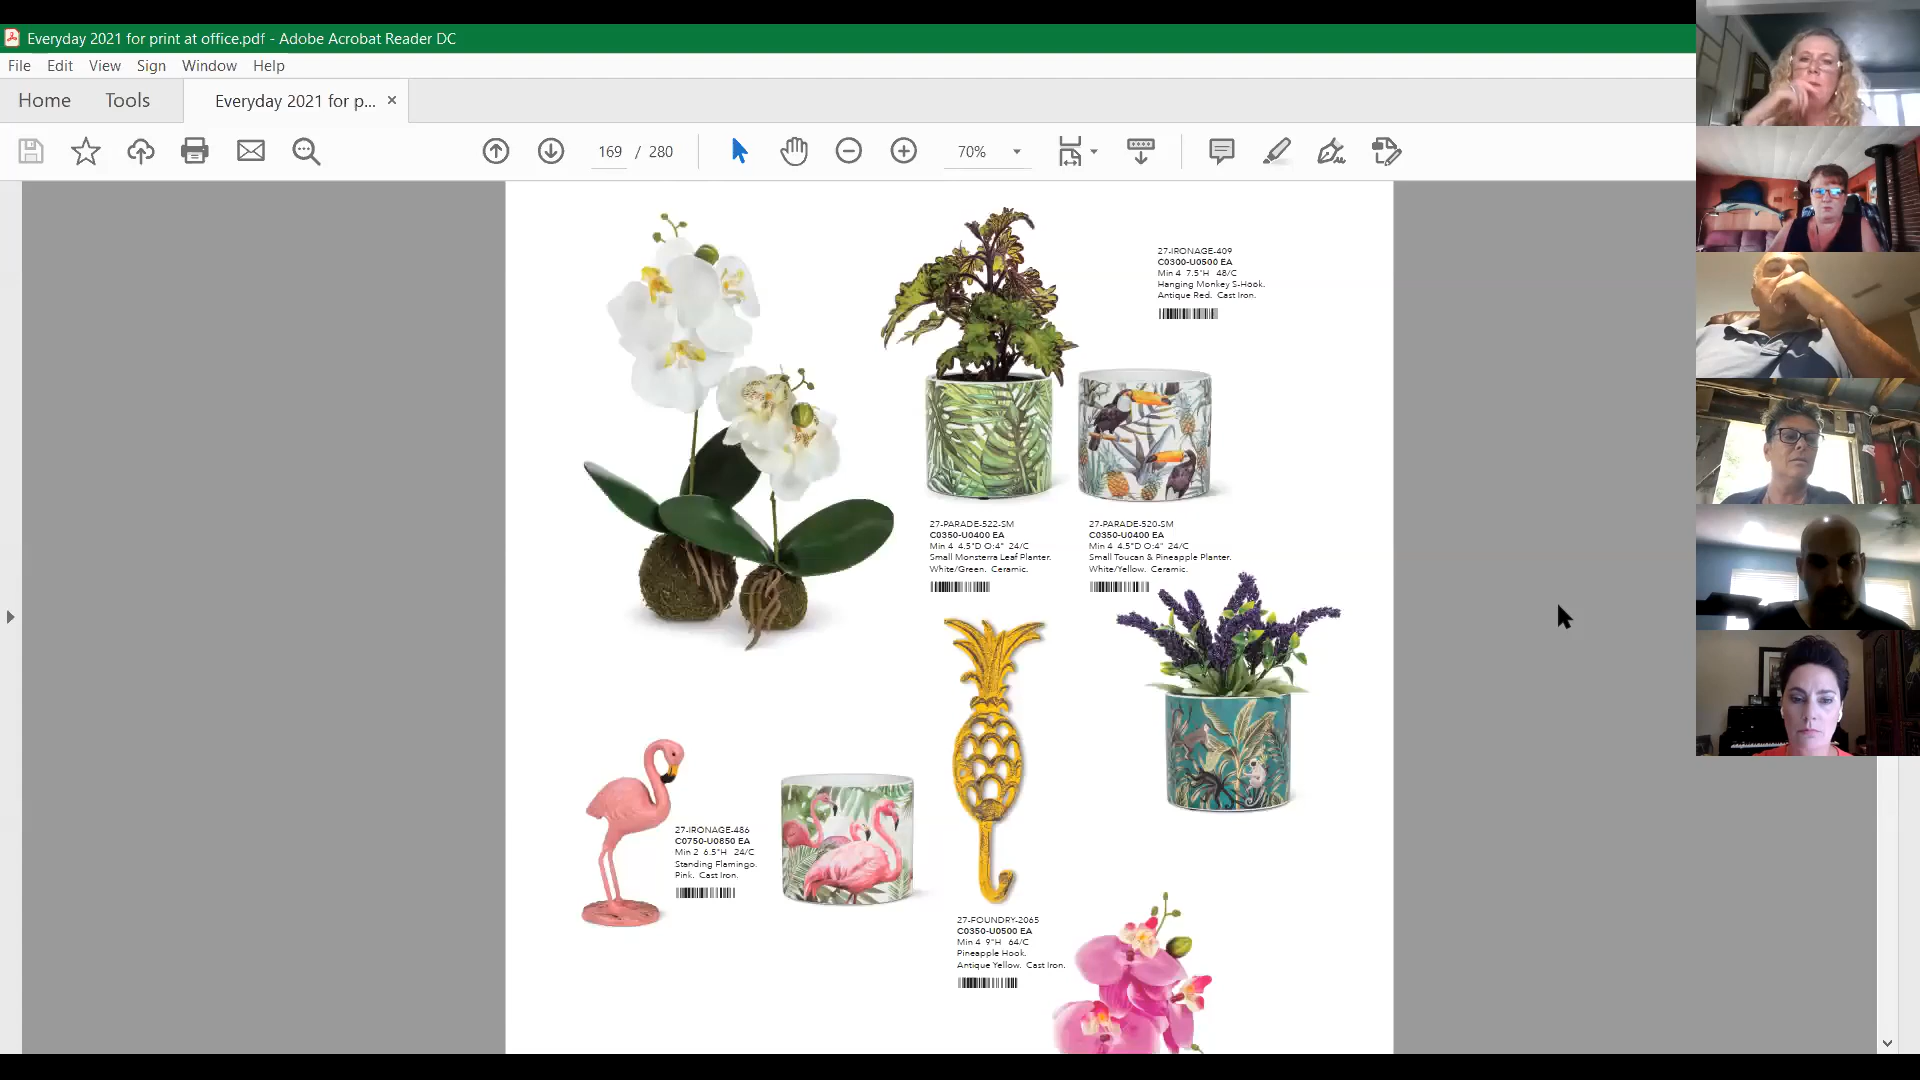 Everyday 2021 for print at office.pdf - Adobe Acrobat Reader DC
File Edit View Sign Window Help
Home Tools Everyday 2021 for p... ×
169 / 280 70%
27-IRONAGE-409
C0300-U0500 EA
Min 4 7.5"H 48/C
Hanging Monkey S-Hook.
Antique Red. Cast Iron.
27-PARADE-522-SM
C0350-U0400 EA
Min 4 4.5"D O:4" 24/C
Small Monsterra Leaf Planter.
White/Green. Ceramic.
27-PARADE-520-SM
C0350-U0400 EA
Min 4 4.5"D O:4" 24/C
Small Toucan & Pineapple Planter.
White/Yellow. Ceramic.
27-IRONAGE-486
C0750-U0850 EA
Min 2 6.5"H 24/C
Standing Flamingo.
Pink. Cast Iron.
27-FOUNDRY-2065
C0350-U0500 EA
Min 4 9"H 64/C
Pineapple Hook.
Antique Yellow. Cast Iron.